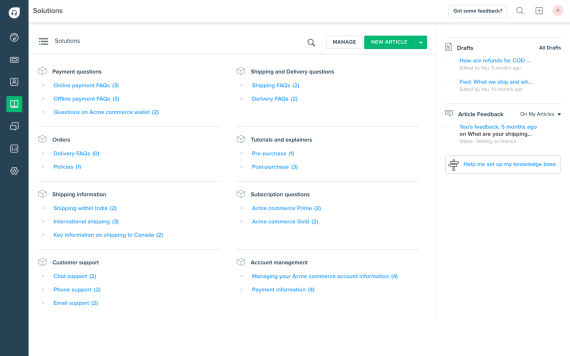 Solutions
Got some feedback?
A
Solutions
MANAGE
NEW ARTICLE
Payment questions
Online payment FAQs (3)
Offline payment FAQs (3)
Questions on Acme commerce wallet (2)
Shipping and Delivery questions
Shipping FAQs (2)
Delivery FAQs (2)
Orders
Delivery FAQs (0)
Policies (1)
Tutorials and explainers
Pre-purchase (1)
Post-purchase (3)
Shipping information
Shipping within India (2)
International shipping (3)
Key information on shipping to Canada (2)
Subscription questions
Acme commerce Prime (2)
Acme commerce Gold (2)
Customer support
Chat support (2)
Phone support (2)
Email support (2)
Account management
Managing your Acme commerce account information (4)
Payment information (4)
Drafts
All Drafts
How are refunds for COD ...
Edited by You, 5 months ago
Fwd: What we ship and wh...
Edited by You, 10 months ago
Article Feedback
On My Articles
You's feedback, 5 months ago
on What are your shipping...
Status : Waiting on finance
Help me set up my knowledge base